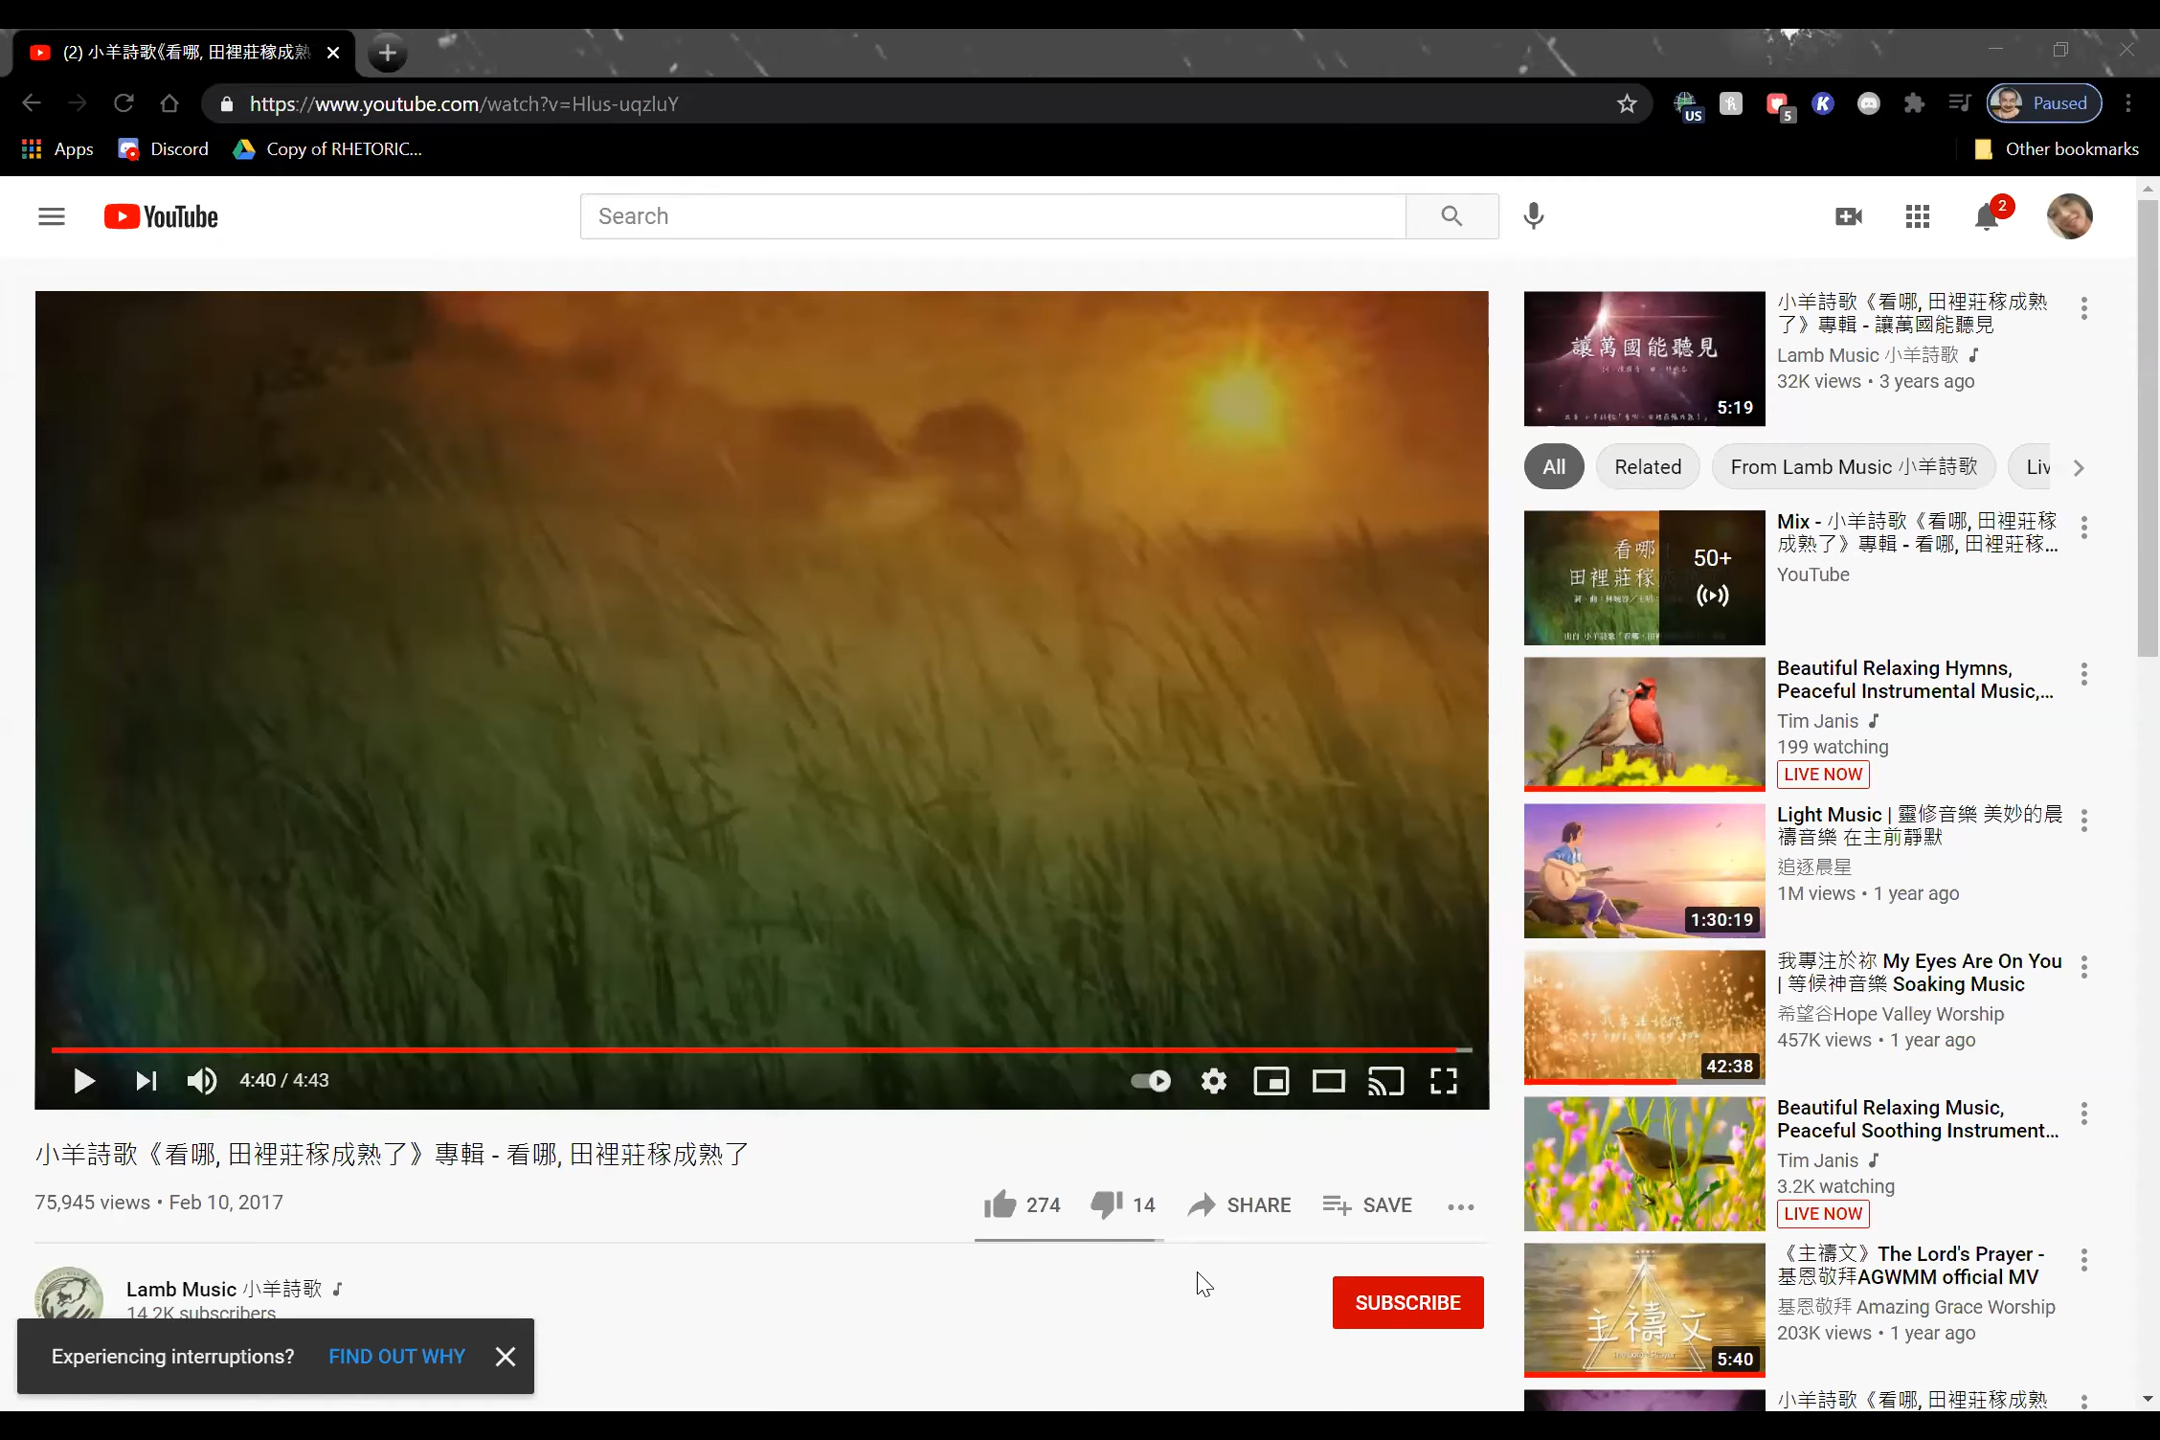 (2) 小羊詩歌《看哪, 田裡莊稼成熟
https://www.youtube.com/watch?v=Hlus-uqzluY
US
5
Paused
Apps
Discord
Copy of RHETORIC...
Other bookmarks
YouTube
Search
2
小羊詩歌《看哪, 田裡莊稼成熟
了》專輯 - 讓萬國能聽見
Lamb Music 小羊詩歌
32K views • 3 years ago
讓萬國能聽見
5:19
All
Related
From Lamb Music 小羊詩歌
Liv
看哪
田裡莊稼
50+
Mix - 小羊詩歌《看哪, 田裡莊稼
成熟了》專輯 - 看哪, 田裡莊稼...
YouTube
Beautiful Relaxing Hymns,
Peaceful Instrumental Music,...
Tim Janis
199 watching
LIVE NOW
Light Music | 靈修音樂 美妙的晨
禱音樂 在主前靜默
追逐晨星
1M views • 1 year ago
1:30:19
我專注於祢 My Eyes Are On You
| 等候神音樂 Soaking Music
希望谷Hope Valley Worship
457K views • 1 year ago
42:38
Beautiful Relaxing Music,
Peaceful Soothing Instrument...
Tim Janis
3.2K watching
LIVE NOW
《主禱文》The Lord's Prayer -
基恩敬拜AGWMM official MV
基恩敬拜 Amazing Grace Worship
203K views • 1 year ago
主禱文
The Lord's Prayer
5:40
小羊詩歌《看哪, 田裡莊稼成熟
4:40 / 4:43
小羊詩歌《看哪, 田裡莊稼成熟了》專輯 - 看哪, 田裡莊稼成熟了
75,945 views • Feb 10, 2017
274
14
SHARE
SAVE
Lamb Music 小羊詩歌
14.2K subscribers
SUBSCRIBE
Experiencing interruptions?
FIND OUT WHY